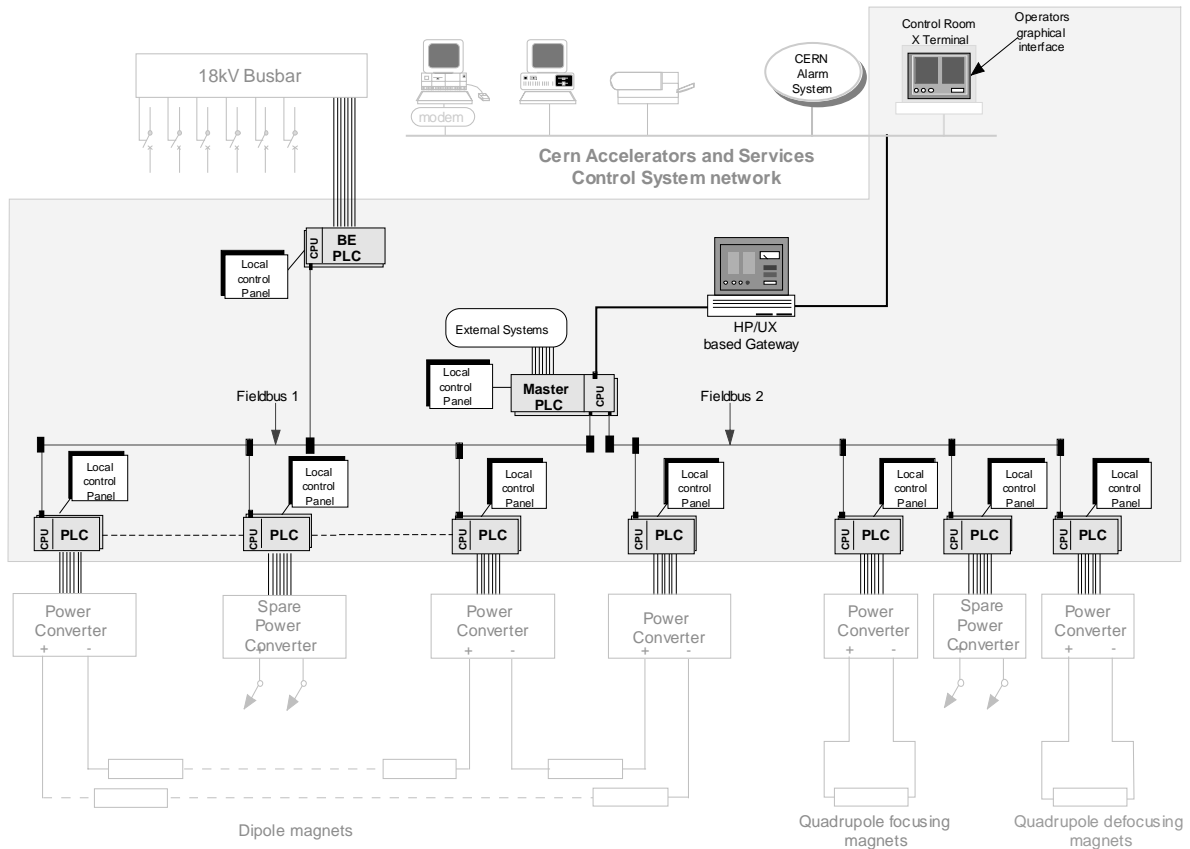 Control Room
X Terminal
Operators
graphical
interface
18kV Busbar
CERN
Alarm
System
modem
Cern Accelerators and Services
Control System network
CPU
BE
PLC
Local
control
Panel
HP/UX
based Gateway
External Systems
Local
control
Panel
Master
PLC
CPU
Fieldbus 1
Fieldbus 2
Local
control
Panel
Local
control
Panel
Local
control
Panel
Local
control
Panel
Local
control
Panel
Local
control
Panel
Local
control
Panel
CPU
PLC
CPU
PLC
CPU
PLC
CPU
PLC
CPU
PLC
CPU
PLC
CPU
PLC
Power
Converter
+ -
Spare
Power
Converter
+ -
Power
Converter
+ -
Power
Converter
+ -
Power
Converter
+ -
Spare
Power
Converter
+ -
Power
Converter
+ -
Dipole magnets
Quadrupole focusing
magnets
Quadrupole defocusing
magnets